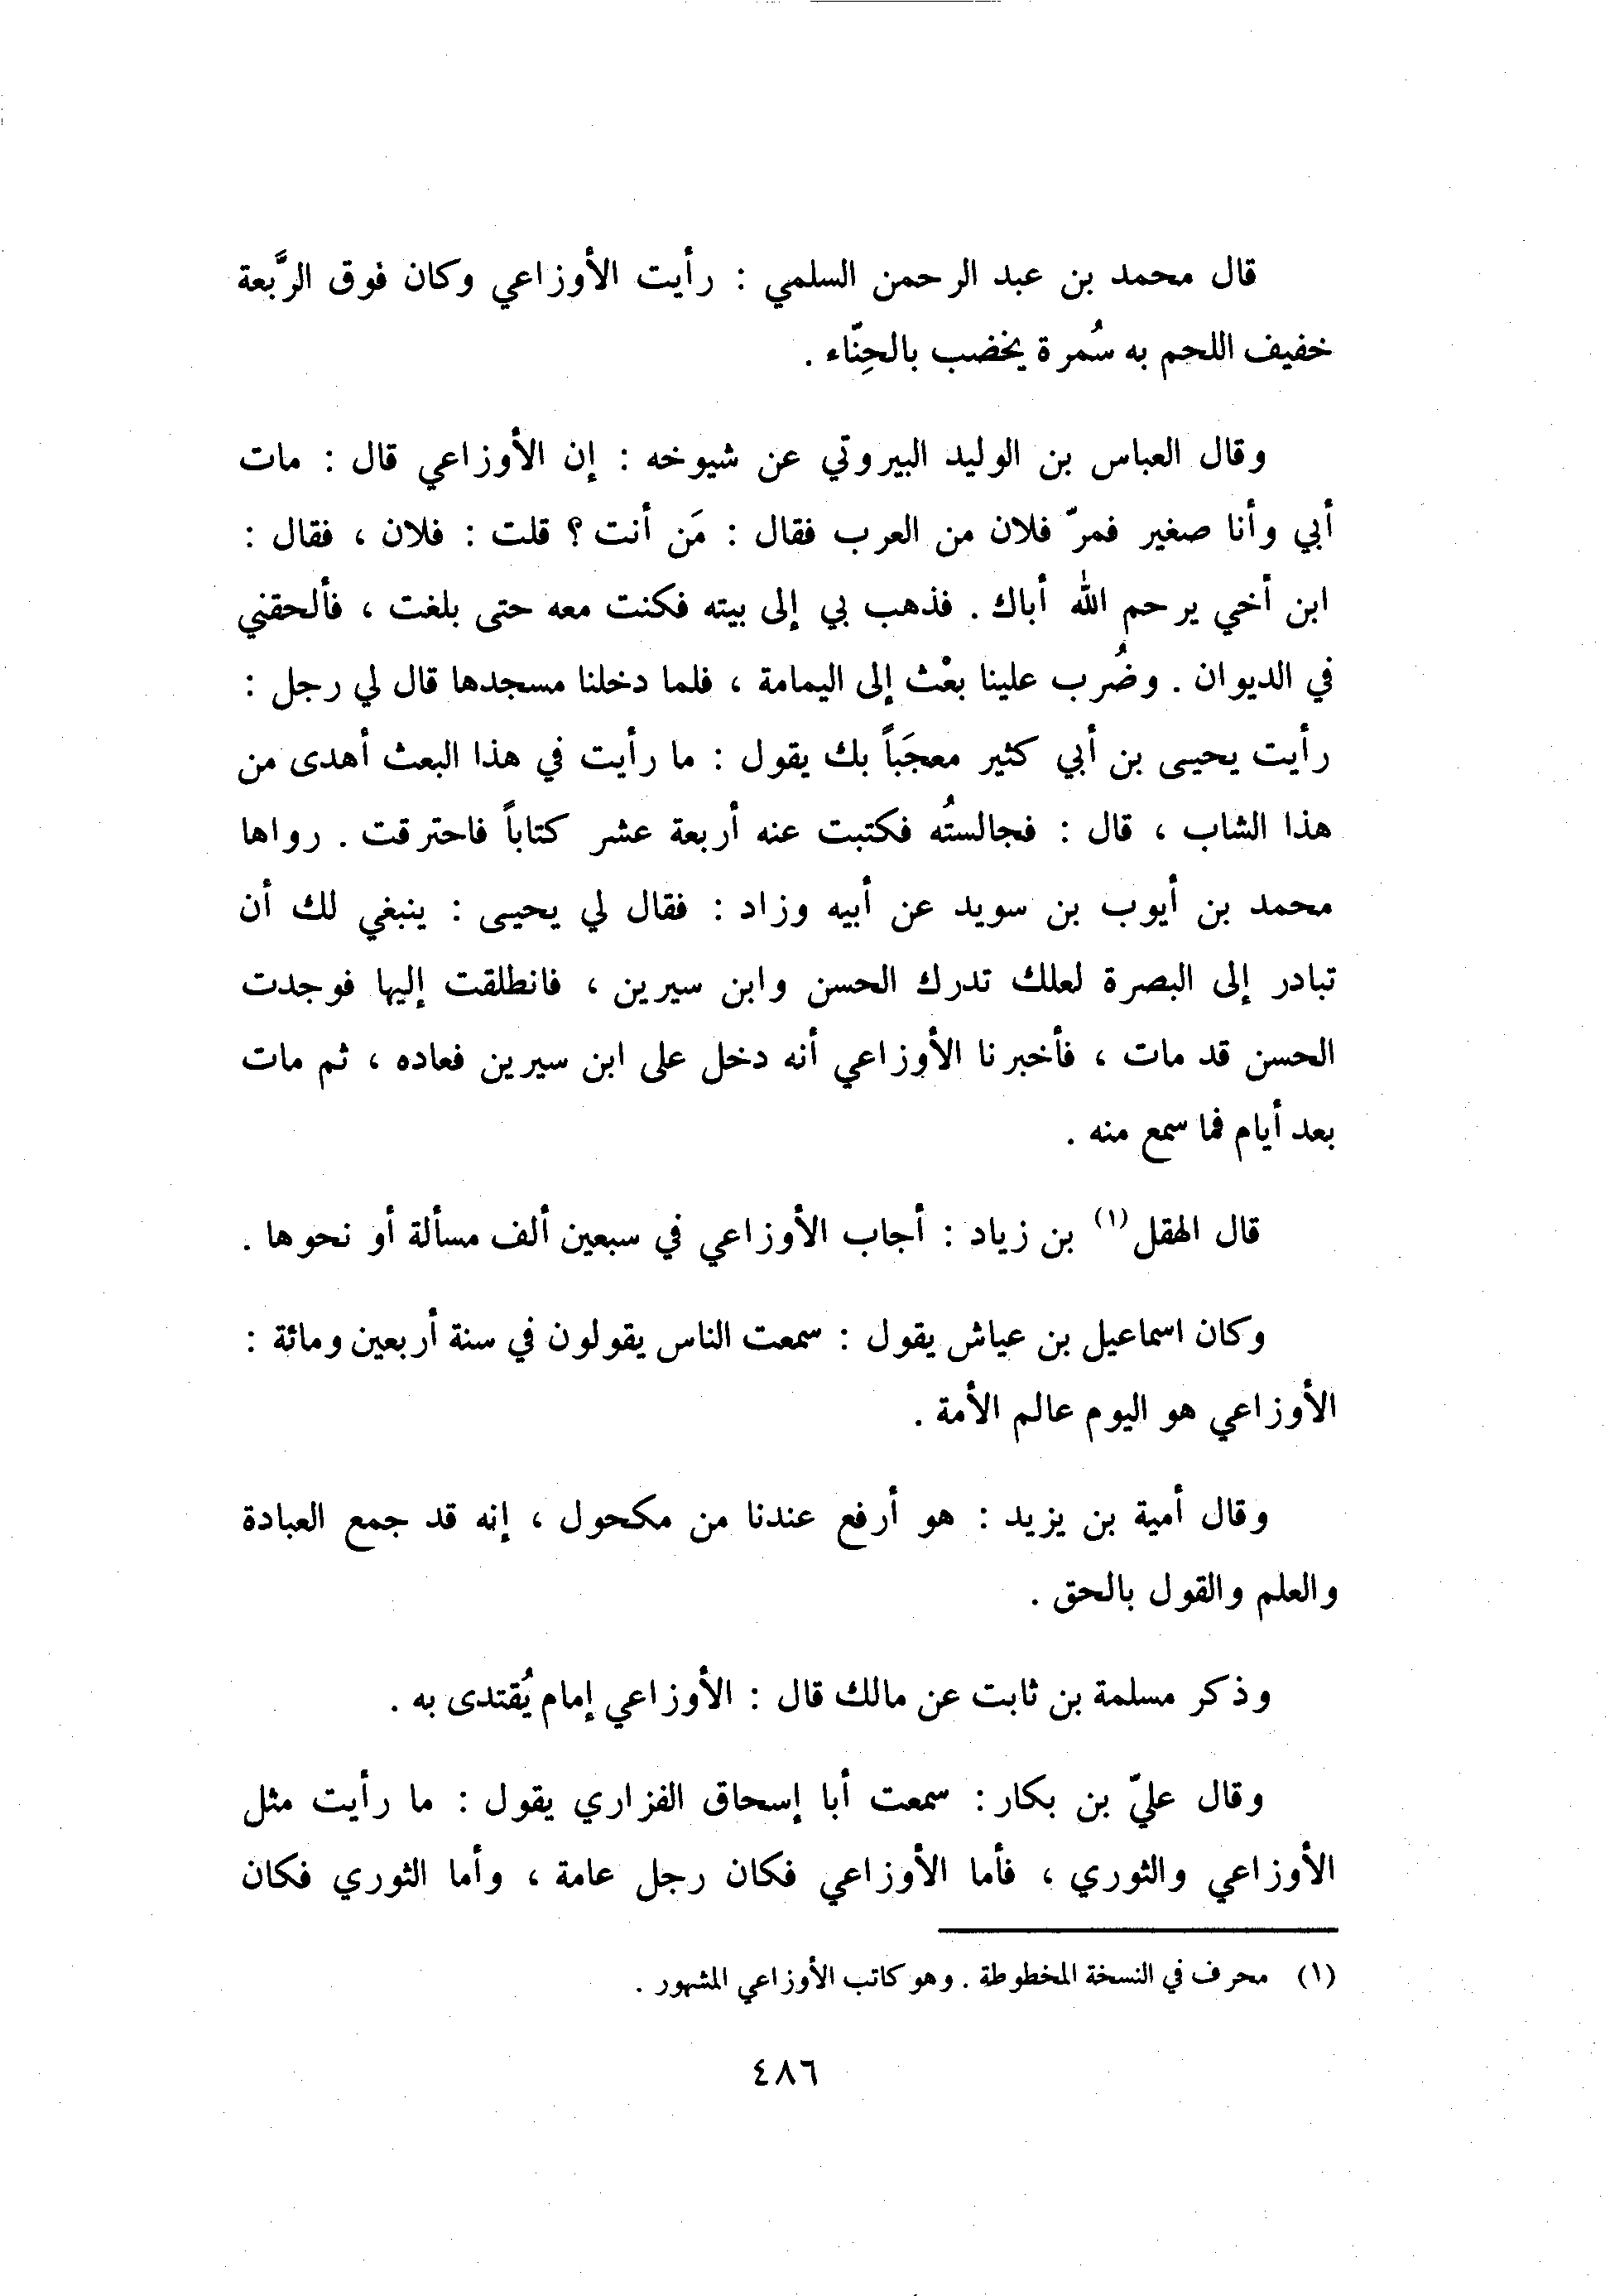 قال محمد بن عبد الرحمن السلمي : رأيت الأوزاعي وكان فوق الرَّبعة
خفيف اللحم به سُمرة يخضب بالحِنّاء .
وقال العباس بن الوليد البيروتي عن شيوخه : إن الأوزاعي قال : مات
أبي وأنا صغير فمرّ فلان من العرب فقال : مَن أنت ؟ قلت : فلان ، فقال :
ابن أخي يرحم الله أباك . فذهب بي إلى بيته فكنت معه حتى بلغت ، فألحقني
في الديوان . وضُرب علينا بعْث إلى اليمامة ، فلما دخلنا مسجدها قال لي رجل :
رأيت يحيى بن أبي كثير معجَباً بك يقول : ما رأيت في هذا البعث أهدى من
هذا الشاب ، قال : فجالستُه فكتبت عنه أربعة عشر كتاباً فاحترقت . رواها
محمد بن أيوب بن سويد عن أبيه وزاد : فقال لي يحيى : ينبغي لك أن
تبادر إلى البصرة لعلك تدرك الحسن وابن سيرين ، فانطلقت إليها فوجدت
الحسن قد مات ، فأخبرنا الأوزاعي أنه دخل على ابن سيرين فعاده ، ثم مات
بعد أيام فما سمع منه .
قال الهقل (١) بن زياد : أجاب الأوزاعي في سبعين ألف مسألة أو نحوها .
وكان اسماعيل بن عياش يقول : سمعت الناس يقولون في سنة أربعين ومائة :
الأوزاعي هو اليوم عالم الأمة .
وقال أمية بن يزيد : هو أرفع عندنا من مكحول ، إنه قد جمع العبادة
والعلم والقول بالحق .
وذكر مسلمة بن ثابت عن مالك قال : الأوزاعي إمام يُقتدى به .
وقال عليّ بن بكار : سمعت أبا إسحاق الفزاري يقول : ما رأيت مثل
الأوزاعي والثوري ، فأما الأوزاعي فكان رجل عامة ، وأما الثوري فكان
(١) محرف في النسخة المخطوطة . وهو كاتب الأوزاعي المشهور .
٤٨٦